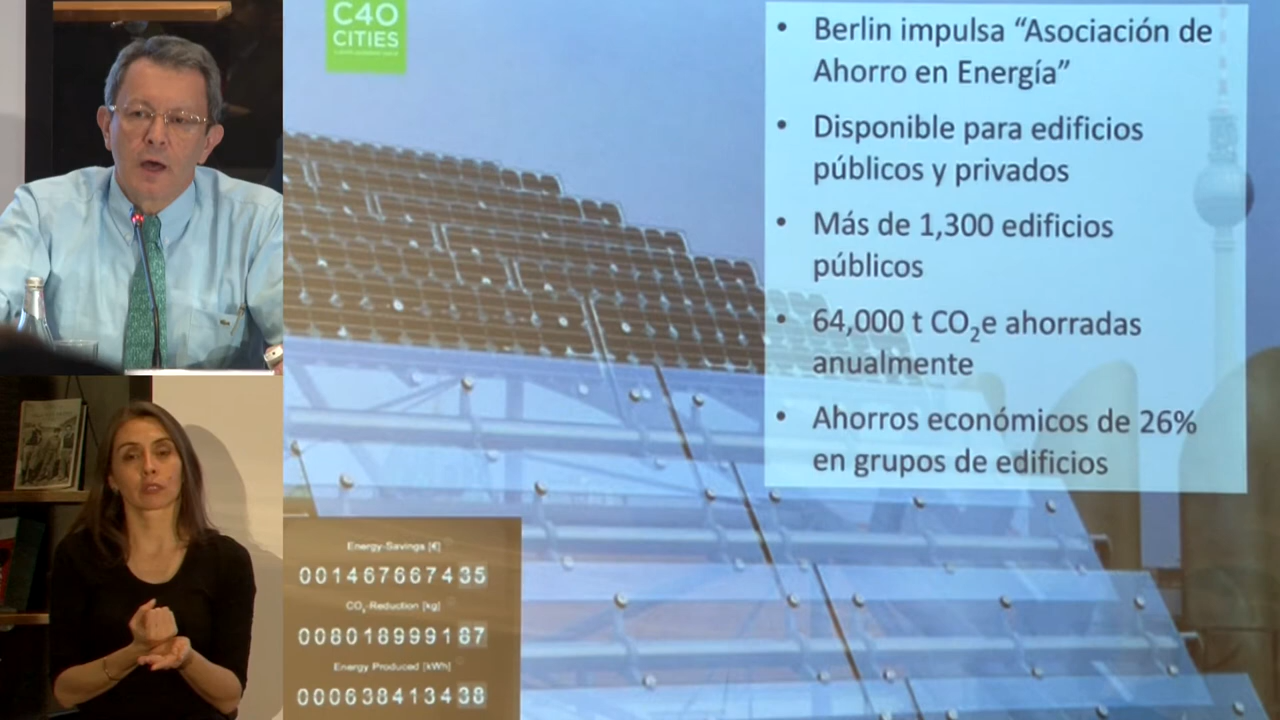 C40
CITIES
• Berlin impulsa “Asociación de
Ahorro en Energía”
• Disponible para edificios
públicos y privados
• Más de 1,300 edificios
públicos
• 64,000 t CO₂e ahorradas
anualmente
• Ahorros económicos de 26%
en grupos de edificios
Energy-Savings [€]
001467667435
CO₂-Reduction [kg]
008018999187
Energy Produced [kWh]
000638413438